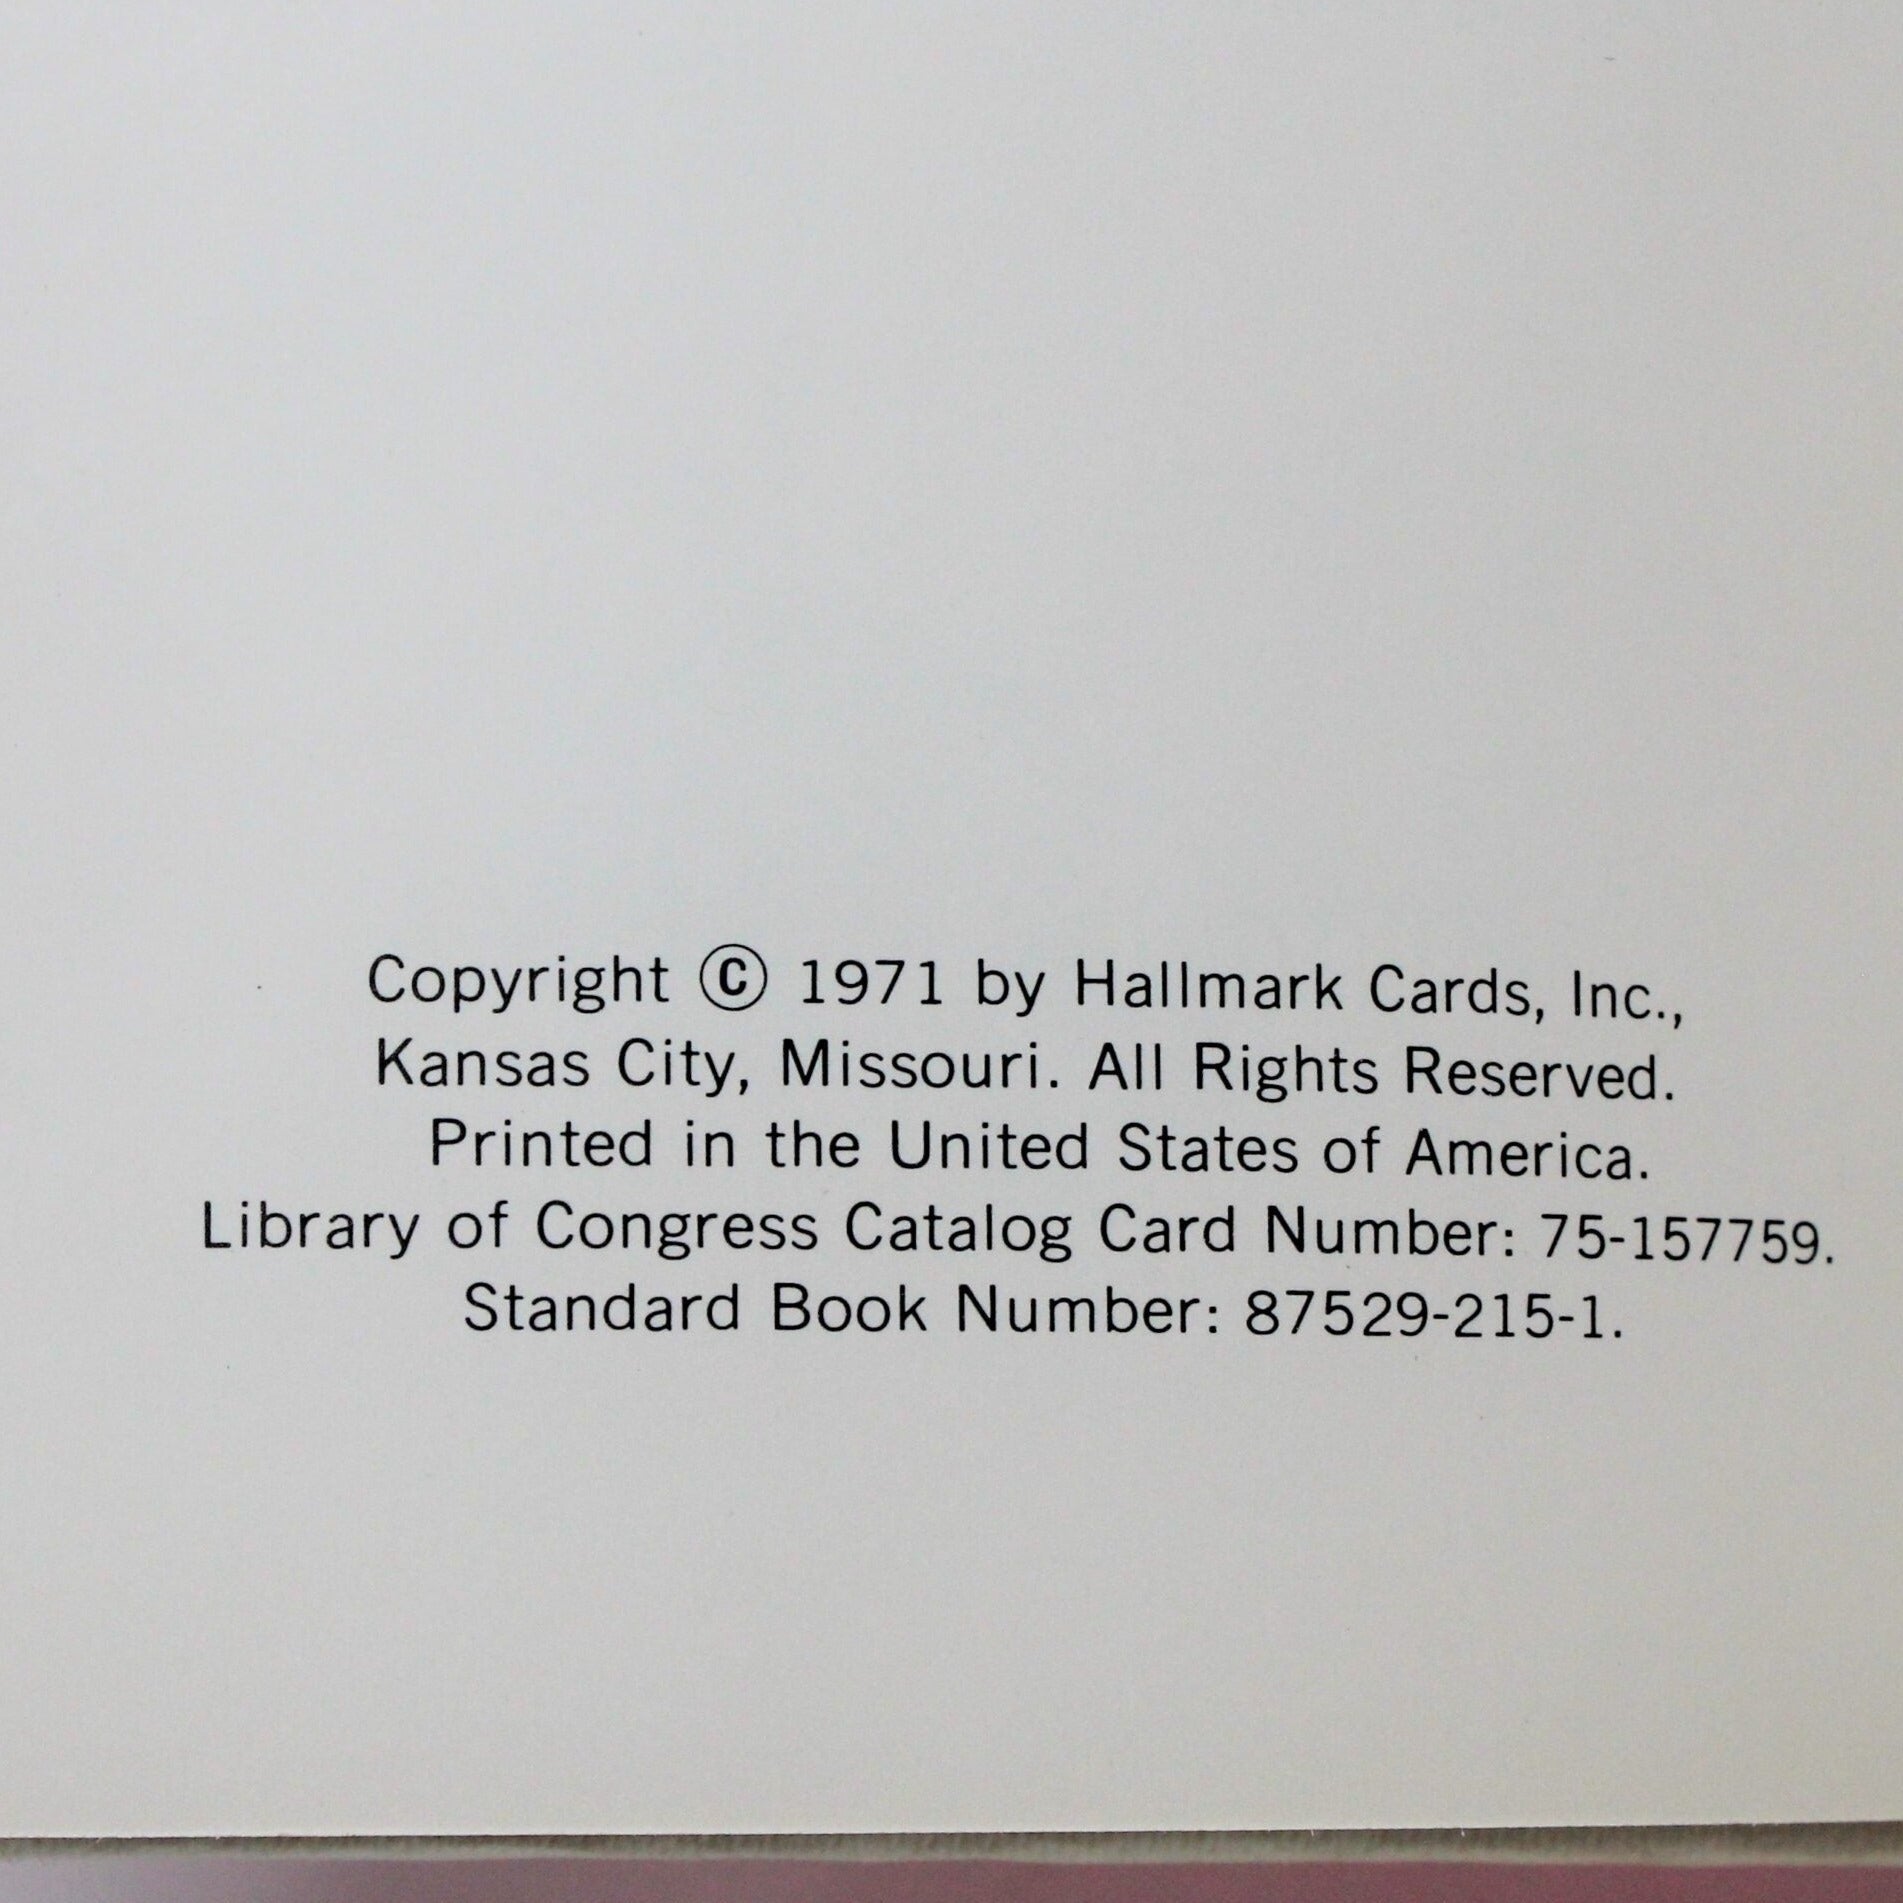 Copyright © 1971 by Hallmark Cards, Inc.,
Kansas City, Missouri. All Rights Reserved.
Printed in the United States of America.
Library of Congress Catalog Card Number: 75-157759.
Standard Book Number: 87529-215-1.